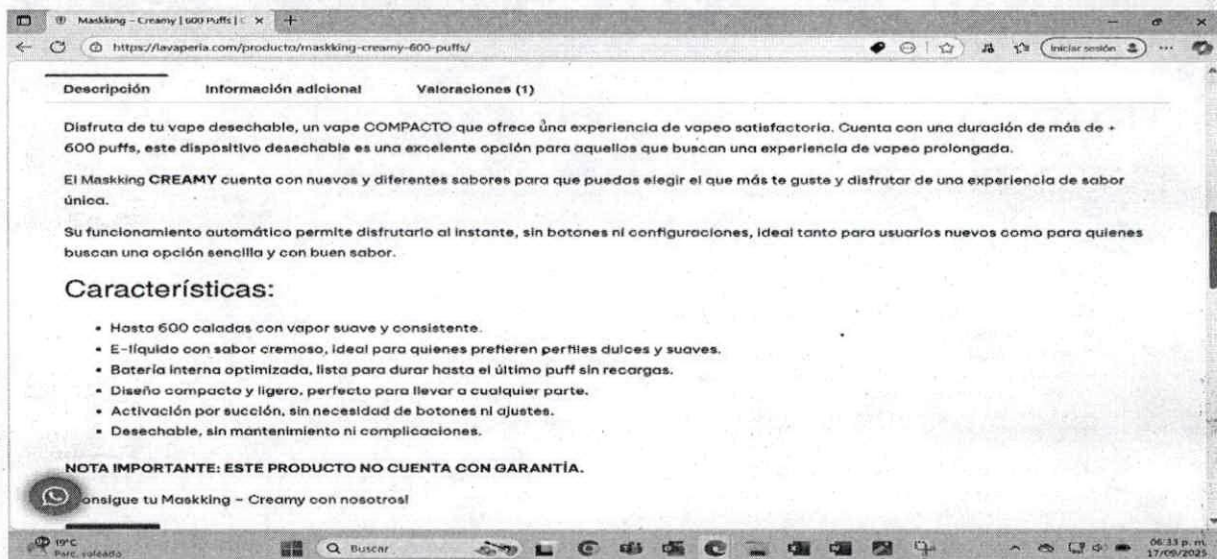 Maskking - Creamy | 600 Puffs |
https://lavaperia.com/producto/maskking-creamy-600-puffs/
Iniciar sesión
Descripción Información adicional Valoraciones (1)
Disfruta de tu vape desechable, un vape COMPACTO que ofrece una experiencia de vapeo satisfactoria. Cuenta con una duración de más de +
600 puffs, este dispositivo desechable es una excelente opción para aquellos que buscan una experiencia de vapeo prolongada.
El Maskking CREAMY cuenta con nuevos y diferentes sabores para que puedas elegir el que más te guste y disfrutar de una experiencia de sabor
única.
Su funcionamiento automático permite disfrutarlo al instante, sin botones ni configuraciones, ideal tanto para usuarios nuevos como para quienes
buscan una opción sencilla y con buen sabor.
Características:
• Hasta 600 caladas con vapor suave y consistente.
• E-líquido con sabor cremoso, ideal para quienes prefieren perfiles dulces y suaves.
• Batería interna optimizada, lista para durar hasta el último puff sin recargas.
• Diseño compacto y ligero, perfecto para llevar a cualquier parte.
• Activación por succión, sin necesidad de botones ni ajustes.
• Desechable, sin mantenimiento ni complicaciones.
NOTA IMPORTANTE: ESTE PRODUCTO NO CUENTA CON GARANTÍA.
onsigue tu Maskking - Creamy con nosotros!
19°C
Parc. soleado
Buscar
06:33 p. m.
17/09/2025